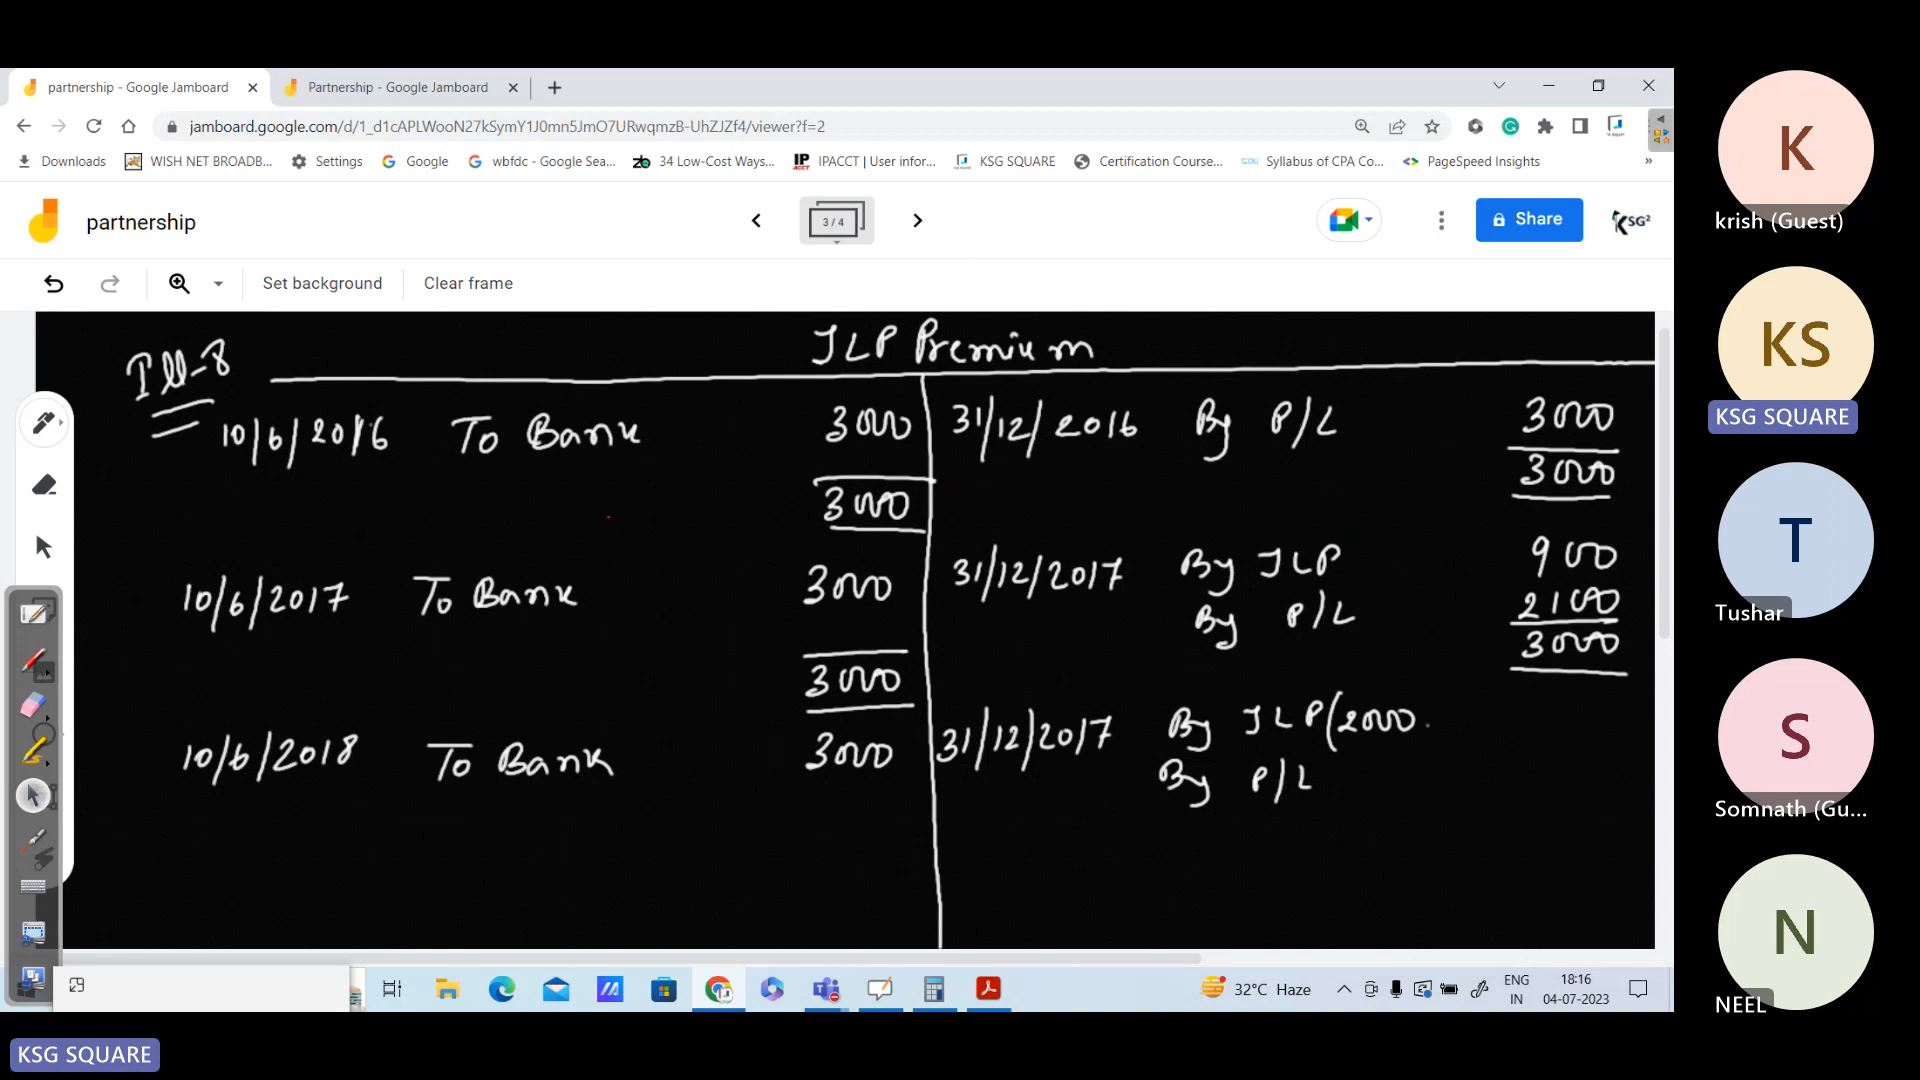 partnership - Google Jamboard
Partnership - Google Jamboard
jamboard.google.com/d/1_d1cAPLWooN27kSymY1J0mn5JmO7URwqmzB-UhZJZf4/viewer?f=2
Downloads WISH NET BROADB... Settings Google wbfdc - Google Sea... 34 Low-Cost Ways... IPACCT | User infor... KSG SQUARE Certification Course... Syllabus of CPA Co... PageSpeed Insights »
partnership
3 / 4
Share
KSG²
Set background Clear frame
Ill-8
JLP Premium
10/6/2016 To Bank 3000 31/12/2016 By P/L 3000
3000 3000
10/6/2017 To Bank 3000 31/12/2017 By JLP 900
By P/L 2100
3000 3000
10/6/2018 To Bank 3000 31/12/2017 By JLP (2000.
By P/L
32°C Haze
ENG
IN
18:16
04-07-2023
K
krish (Guest)
KS
KSG SQUARE
T
Tushar
S
Somnath (Gu...
N
NEEL
KSG SQUARE